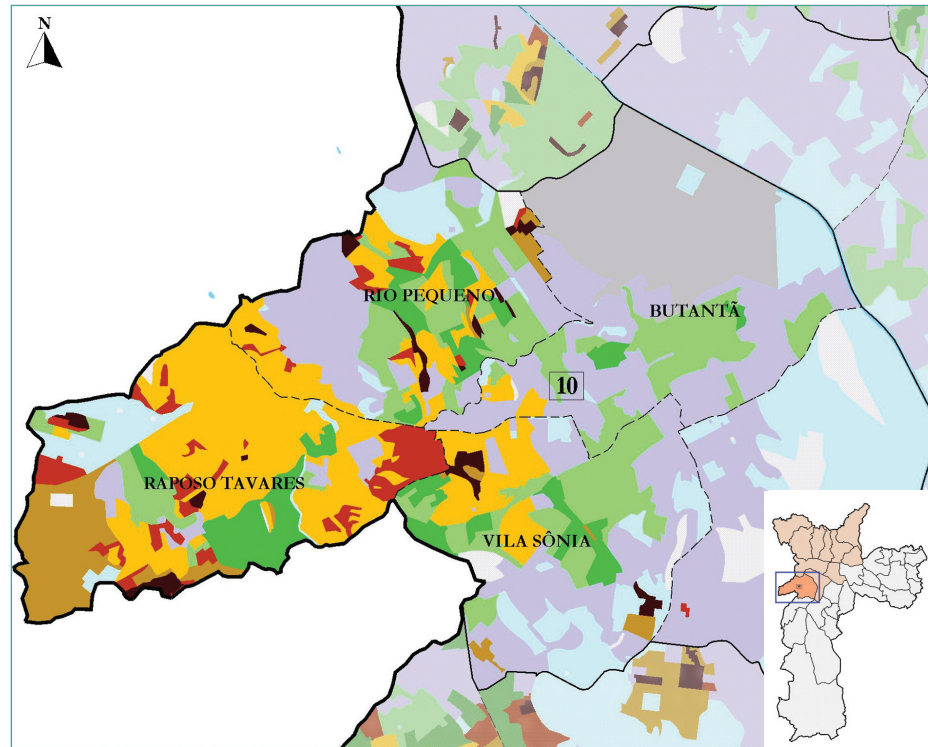 N
RIO PEQUENO
BUTANTÃ
10
RAPOSO TAVARES
VILA SÔNIA